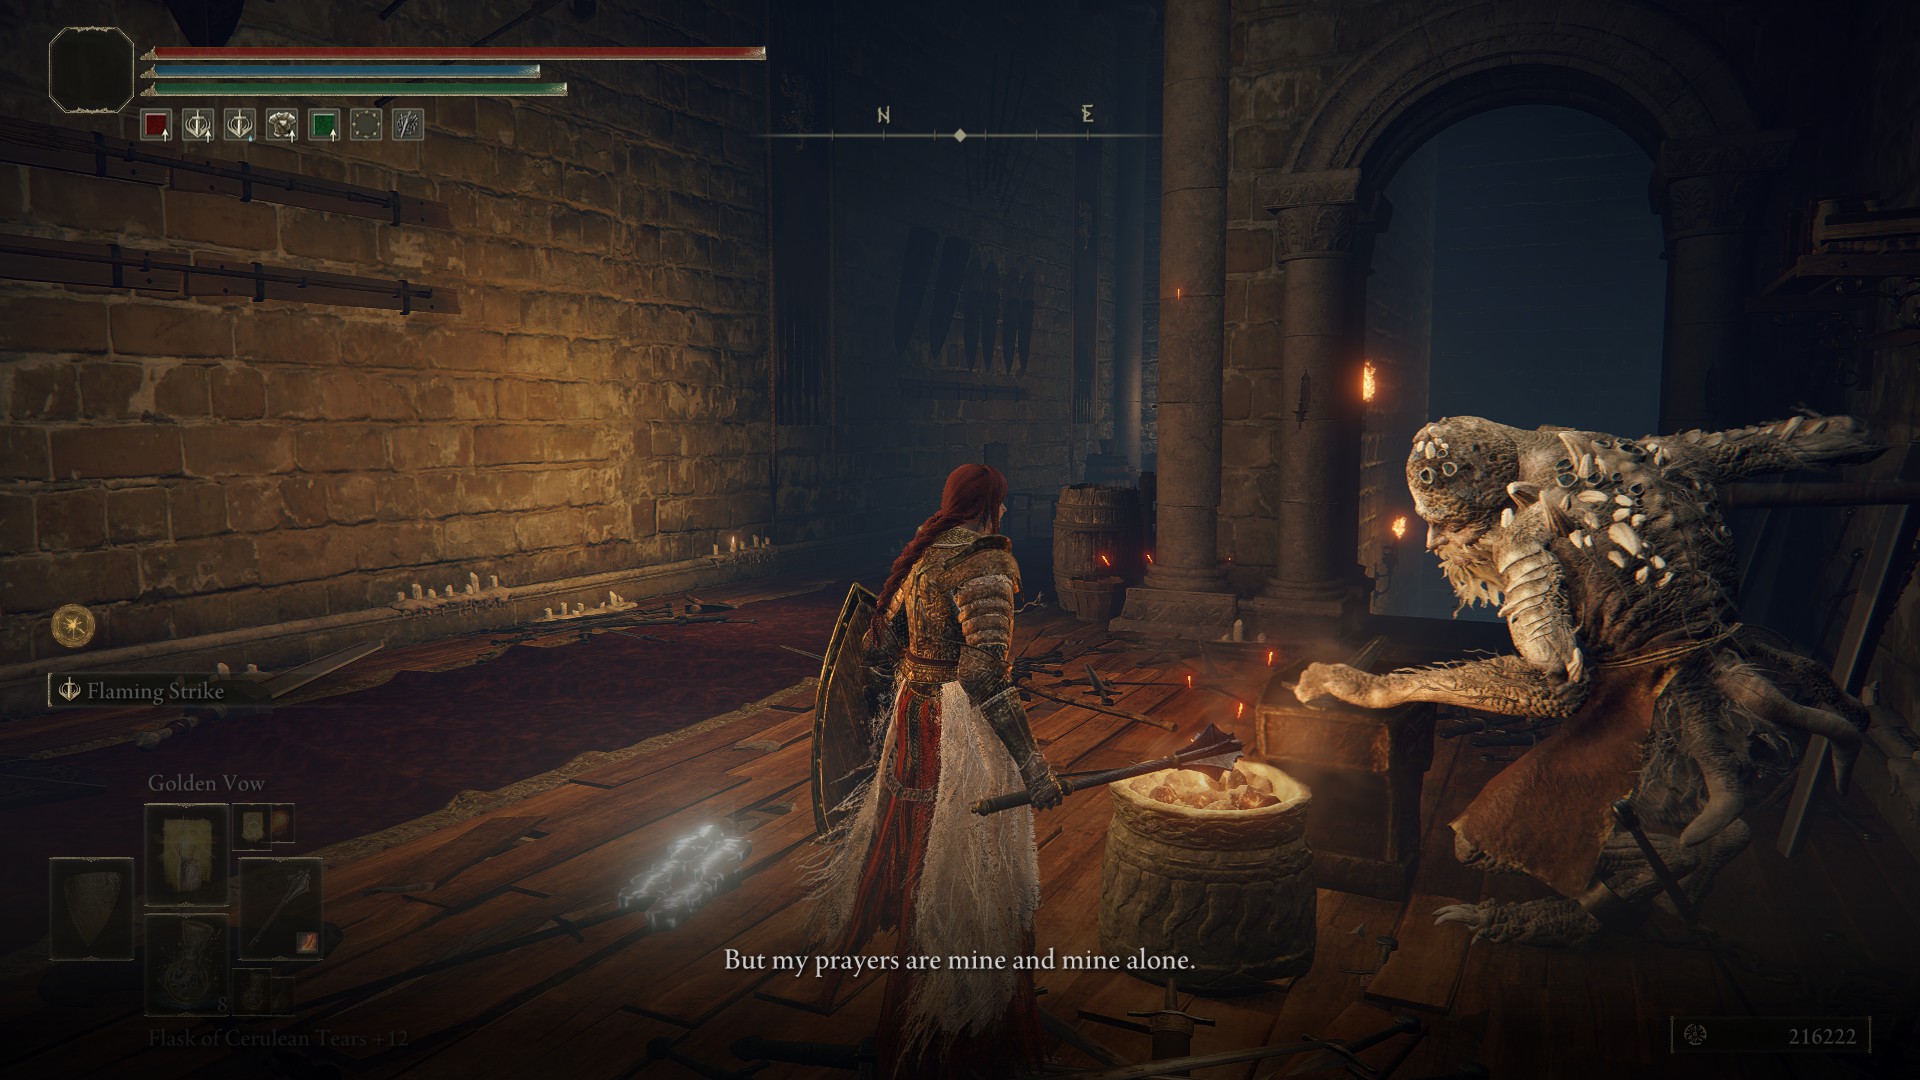 N E
Flaming Strike
Golden Vow
8
But my prayers are mine and mine alone.
Flask of Cerulean Tears +12
216222